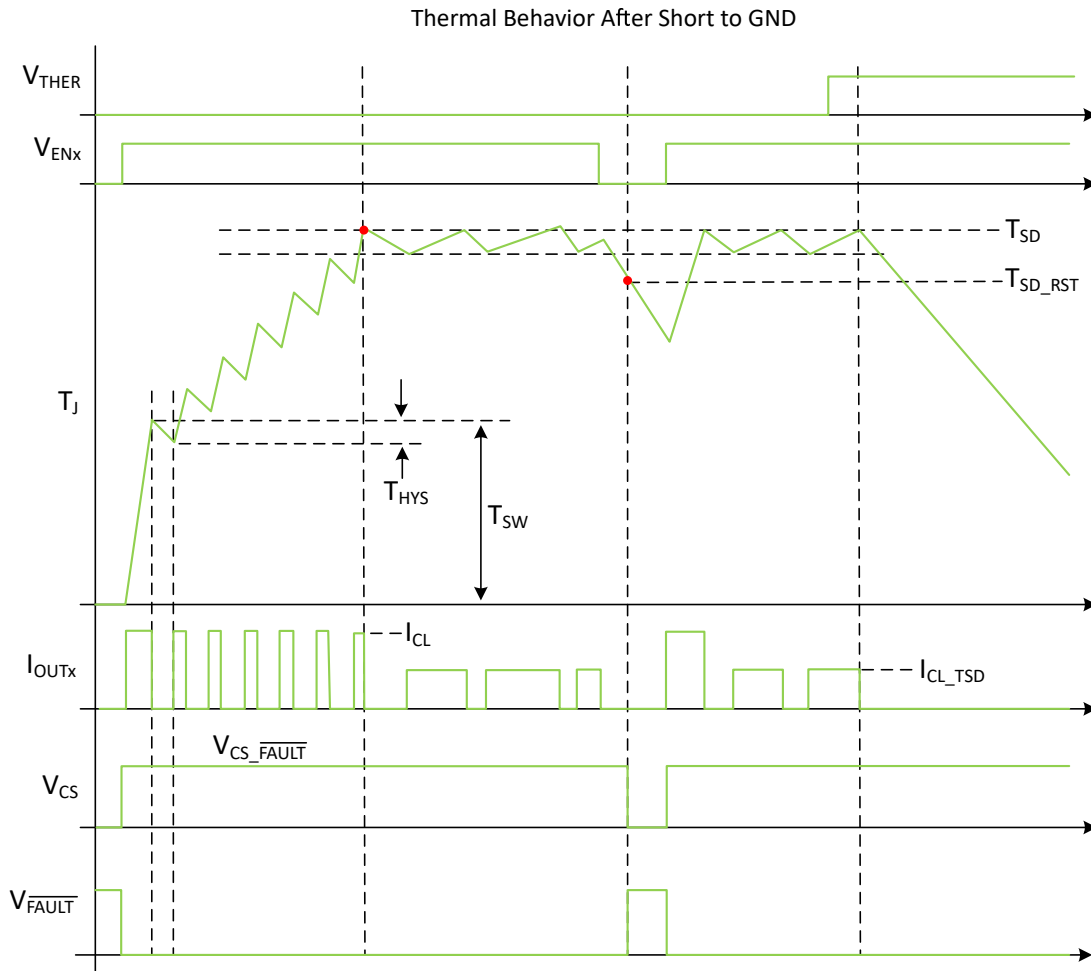 Thermal Behavior After Short to GND
VTHER
VENx
TSD
TSD_RST
TJ
THYS
TSW
ICL
IOUTx
ICL_TSD
VCS_FAULT
VCS
VFAULT